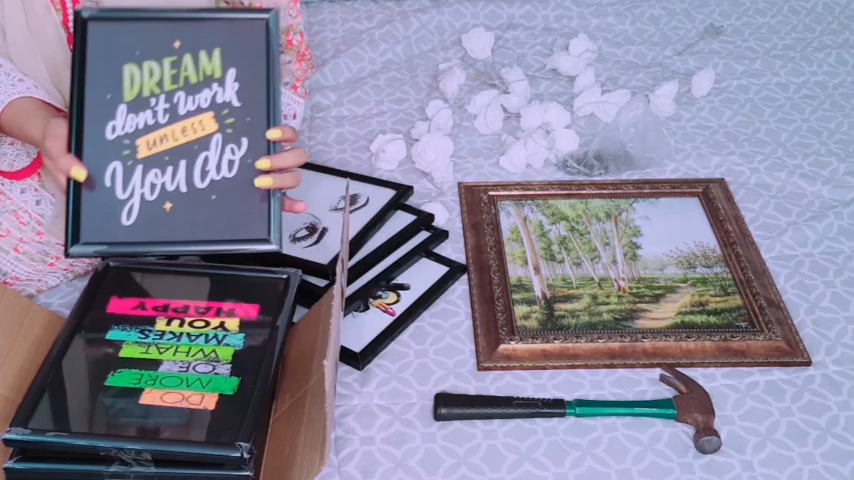 DREAM
don't work
unless
you do
DO
MORE
OF
WHAT
MAKES
YOU
HAPPY